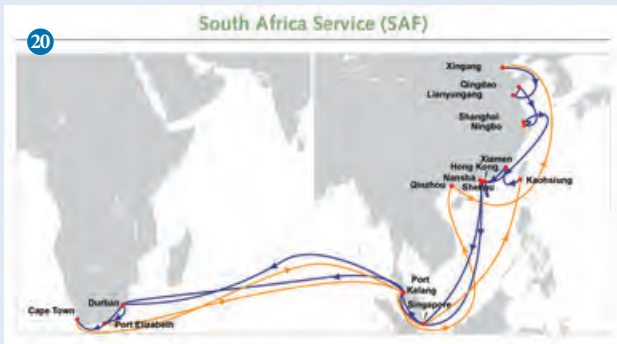 South Africa Service (SAF)
20
Xingang
Qingdao
Lianyungang
Shanghai
Ningbo
Xiamen
Hong Kong
Nansha
Shekou
Qinzhou
Kaohsiung
Port
Kelang
Singapore
Durban
Cape Town
Port Elizabeth